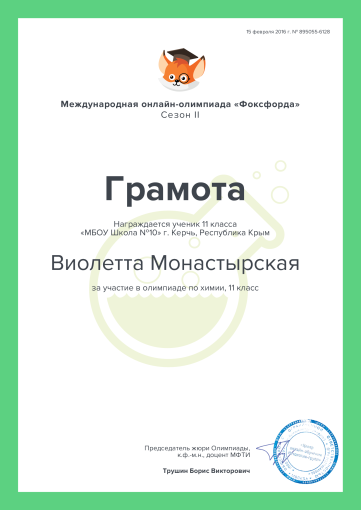 15 февраля 2016 г. № 895055-6128
Международная онлайн-олимпиада «Фоксфорда»
Сезон II
Грамота
Награждается ученик 11 класса
«МБОУ Школа №10» г. Керчь, Республика Крым
Виолетта Монастырская
за участие в олимпиаде по химии, 11 класс
Председатель жюри Олимпиады,
к.ф.-м.н., доцент МФТИ
Трушин Борис Викторович